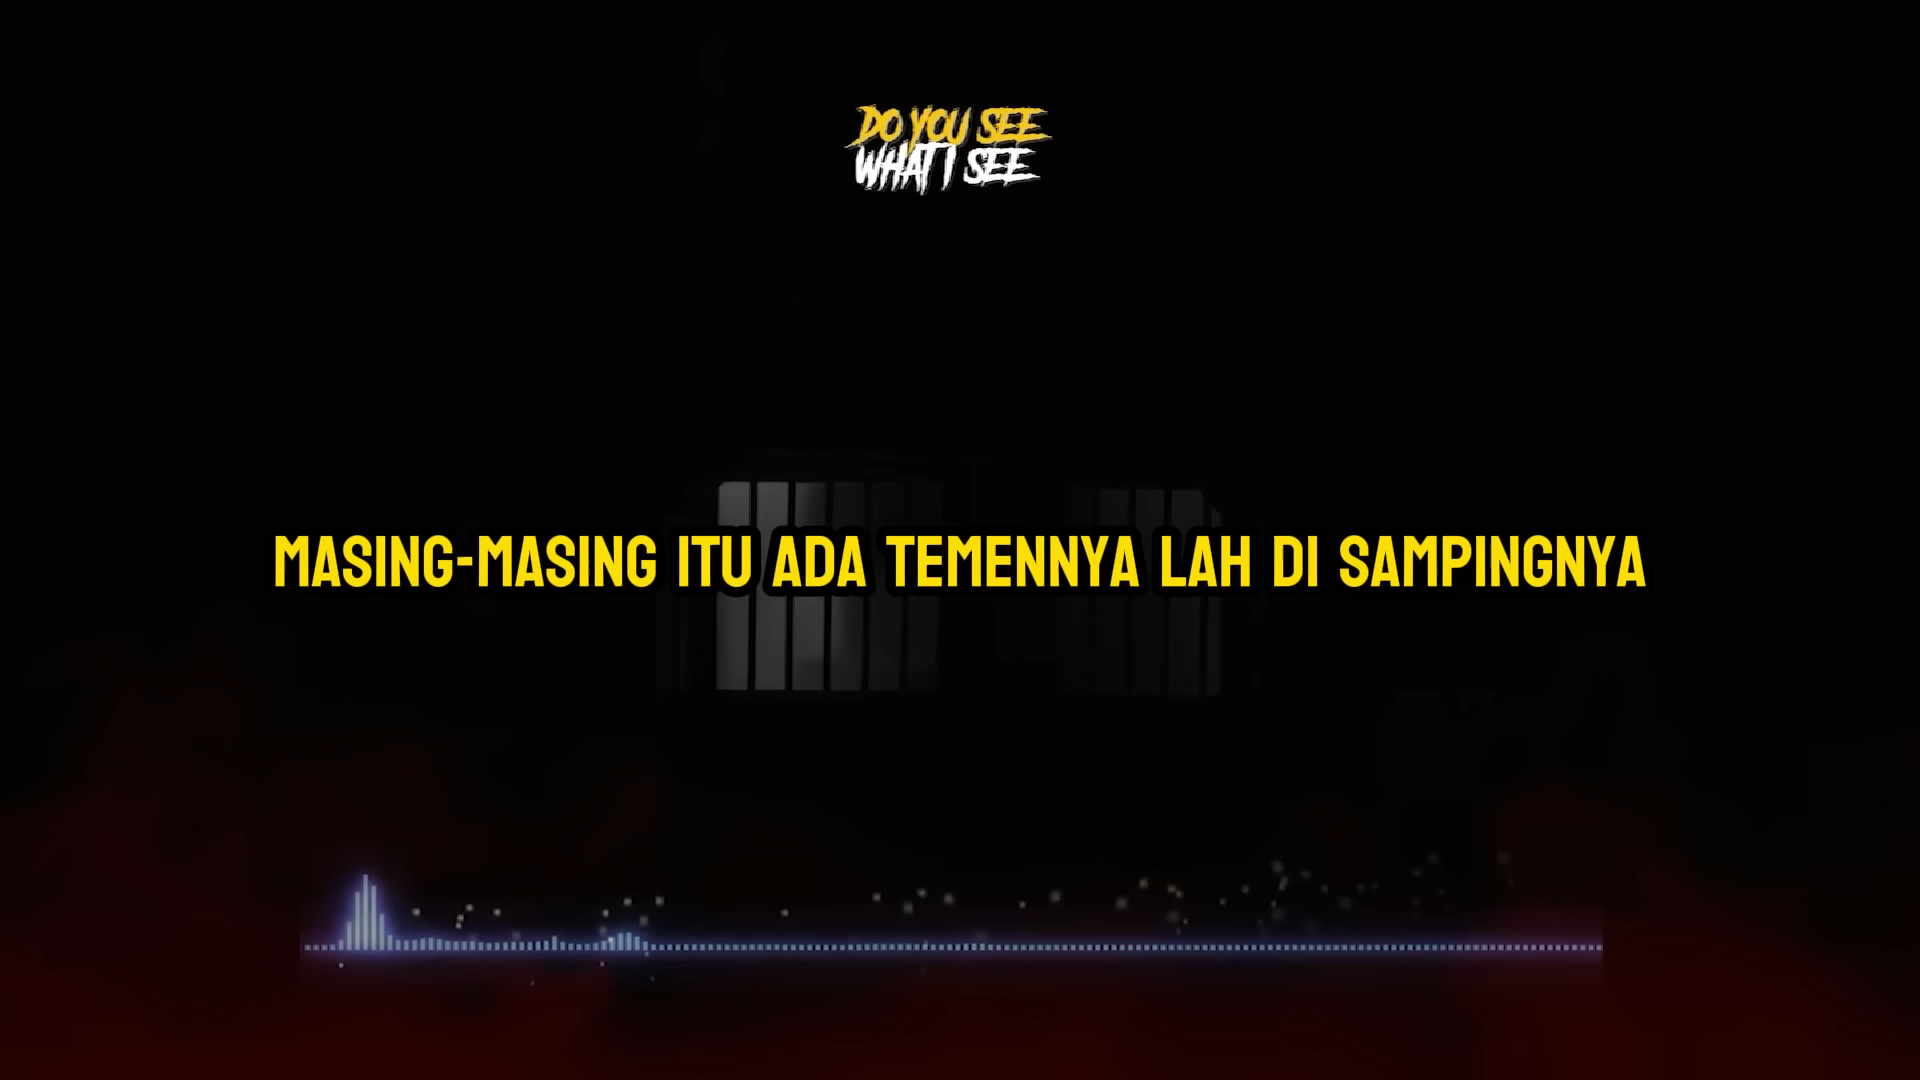 DO YOU SEE
WHAT I SEE
MASING-MASING ITU ADA TEMENNYA LAH DI SAMPINGNYA